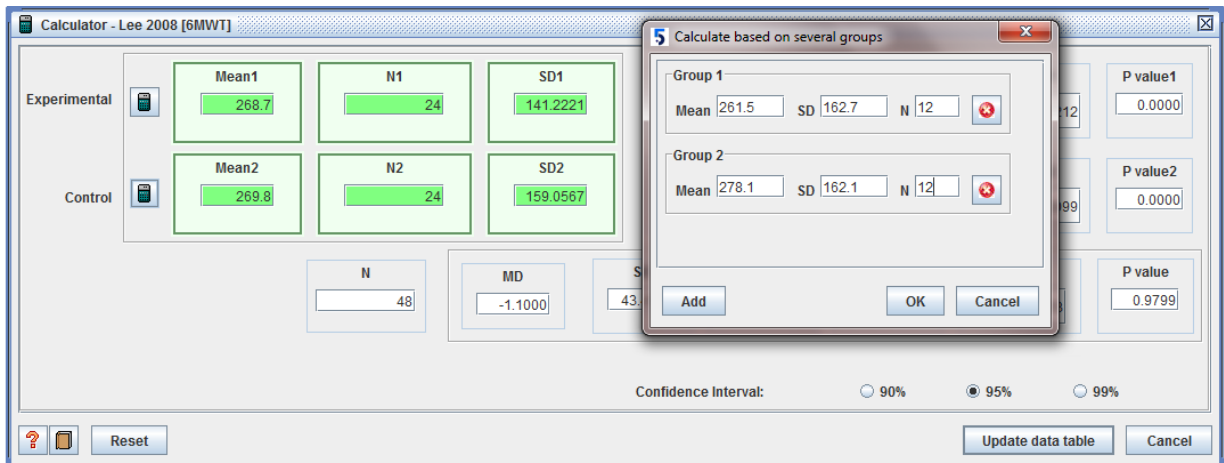 Calculator - Lee 2008 [6MWT]
Experimental
Mean1
268.7
N1
24
SD1
141.2221
P value1
0.0000
Control
Mean2
269.8
N2
24
SD2
159.0567
P value2
0.0000
N
48
MD
-1.1000
P value
0.9799
5 Calculate based on several groups
Group 1
Mean 261.5 SD 162.7 N 12
Group 2
Mean 278.1 SD 162.1 N 12
Add OK Cancel
Confidence Interval: 90% 95% 99%
? Reset Update data table Cancel